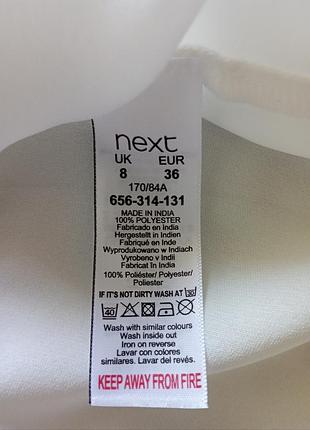 next
UK EUR
8 36
170/84A
656-314-131
MADE IN INDIA
100% POLYESTER
Fabricado en India
Hergestellt in Indien
Fabriqué en Inde
Wyprodukowano w Indiach
Vyrobeno v Indii
Fabricat în India
100% Poliéster/ Polyester/
Poliester
IF IT'S NOT DIRTY WASH AT 30
40
Wash with similar colours
Wash inside out
Iron on reverse
Lavar con colores
similares. Lavar del revés.
KEEP AWAY FROM FIRE